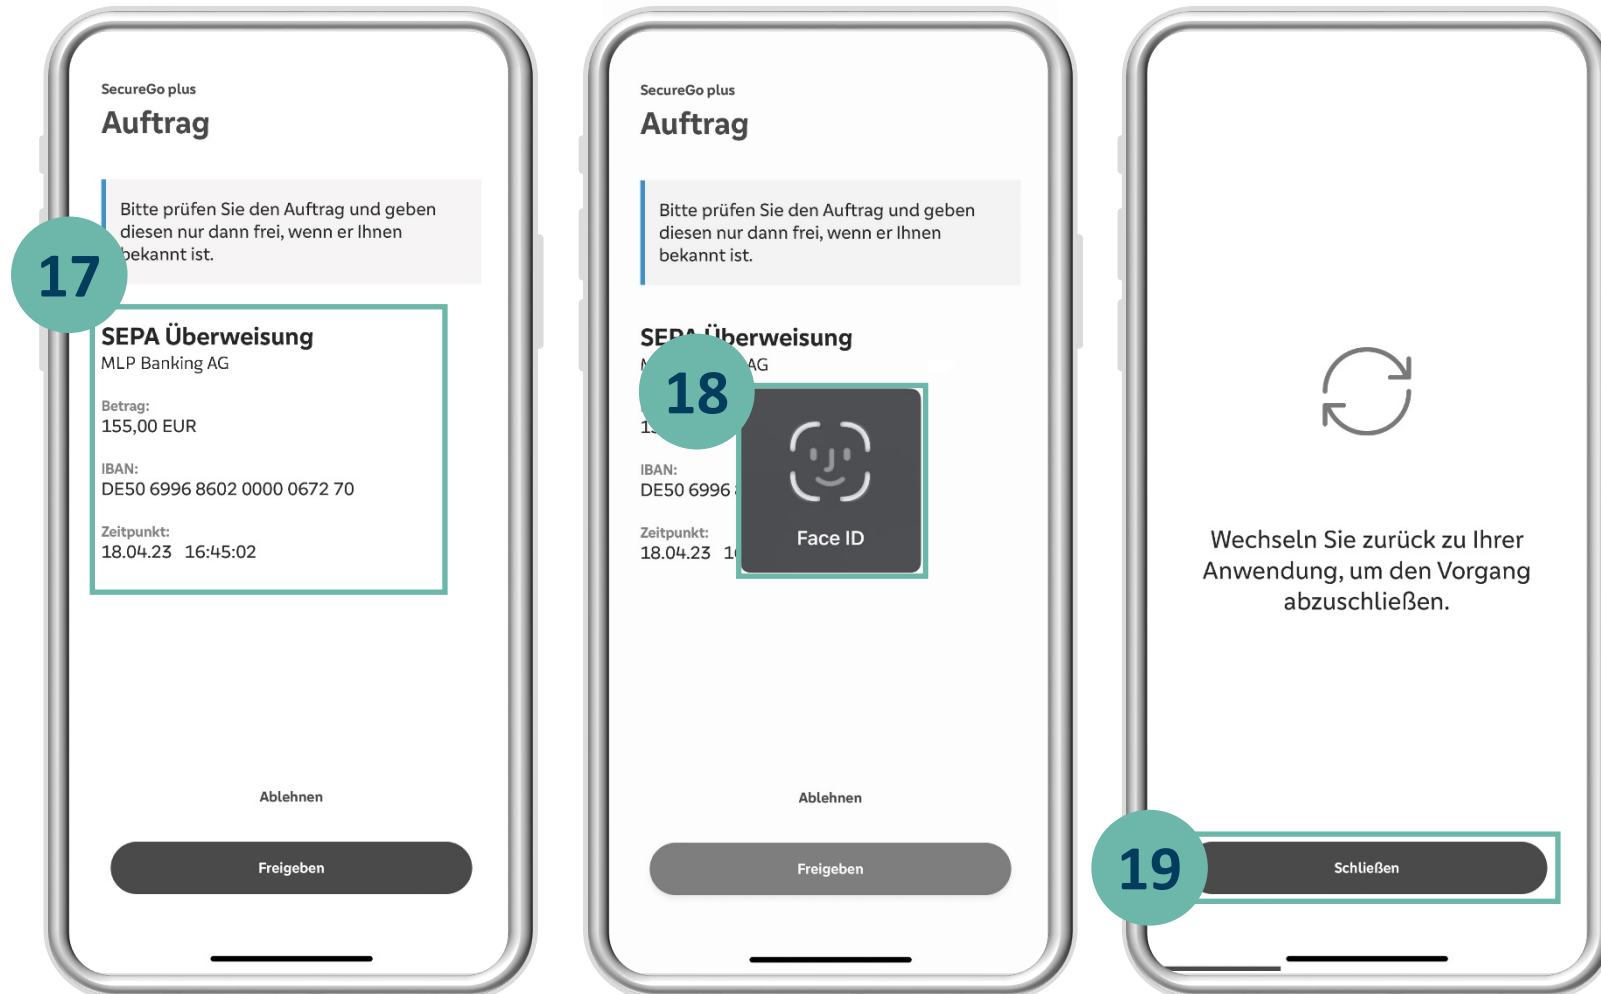 SecureGo plus
Auftrag
Bitte prüfen Sie den Auftrag und geben
diesen nur dann frei, wenn er Ihnen
bekannt ist.
17
SEPA Überweisung
MLP Banking AG
Betrag:
155,00 EUR
IBAN:
DE50 6996 8602 0000 0672 70
Zeitpunkt:
18.04.23 16:45:02
Ablehnen
Freigeben
SecureGo plus
Auftrag
Bitte prüfen Sie den Auftrag und geben
diesen nur dann frei, wenn er Ihnen
bekannt ist.
SEPA Überweisung
AG
18
IBAN:
DE50 6996
Zeitpunkt:
18.04.23
Face ID
Ablehnen
Freigeben
Wechseln Sie zurück zu Ihrer
Anwendung, um den Vorgang
abzuschließen.
19
Schließen